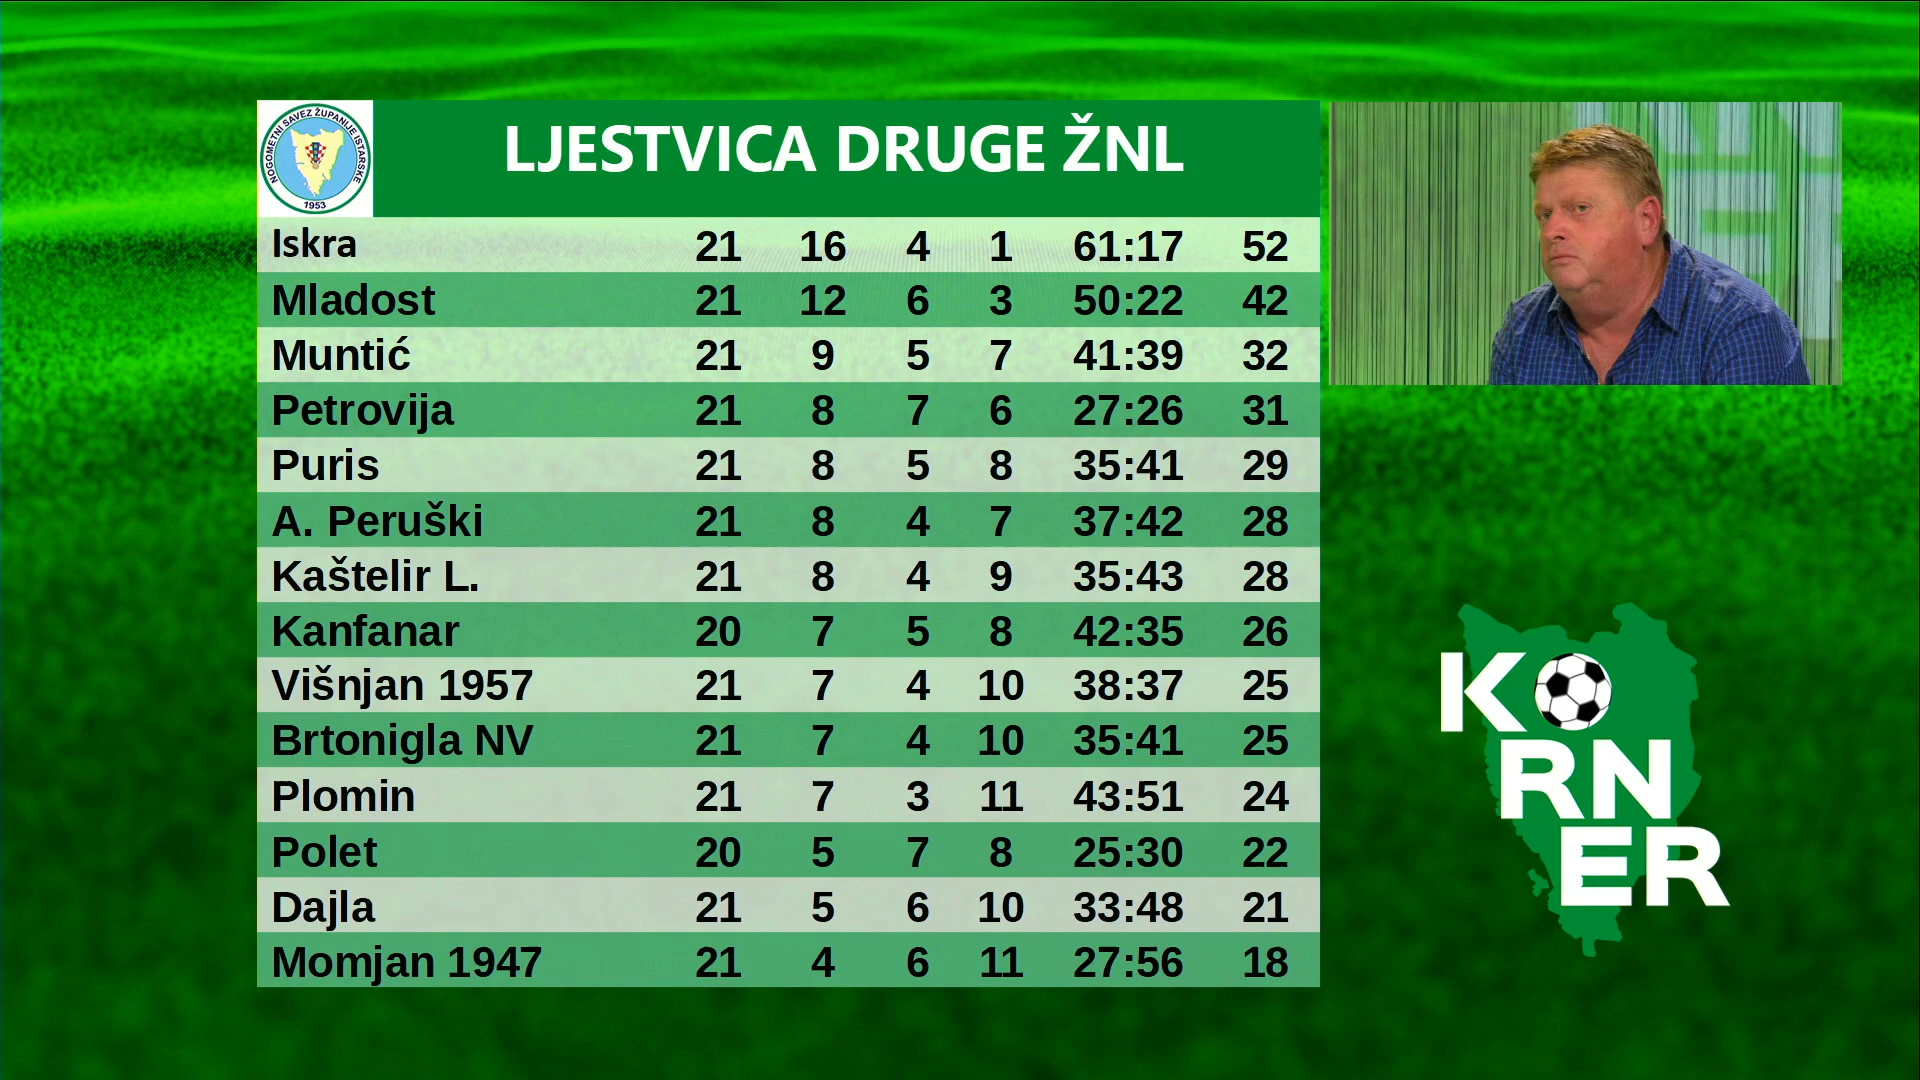 NOGOMETNI SAVEZ ŽUPANIJE ISTARSKE
1953
LJESTVICA DRUGE ŽNL
Iskra 21 16 4 1 61:17 52
Mladost 21 12 6 3 50:22 42
Muntić 21 9 5 7 41:39 32
Petrovija 21 8 7 6 27:26 31
Puris 21 8 5 8 35:41 29
A. Peruški 21 8 4 7 37:42 28
Kaštelir L. 21 8 4 9 35:43 28
Kanfanar 20 7 5 8 42:35 26
Višnjan 1957 21 7 4 10 38:37 25
Brtonigla NV 21 7 4 10 35:41 25
Plomin 21 7 3 11 43:51 24
Polet 20 5 7 8 25:30 22
Dajla 21 5 6 10 33:48 21
Momjan 1947 21 4 6 11 27:56 18
KORNER